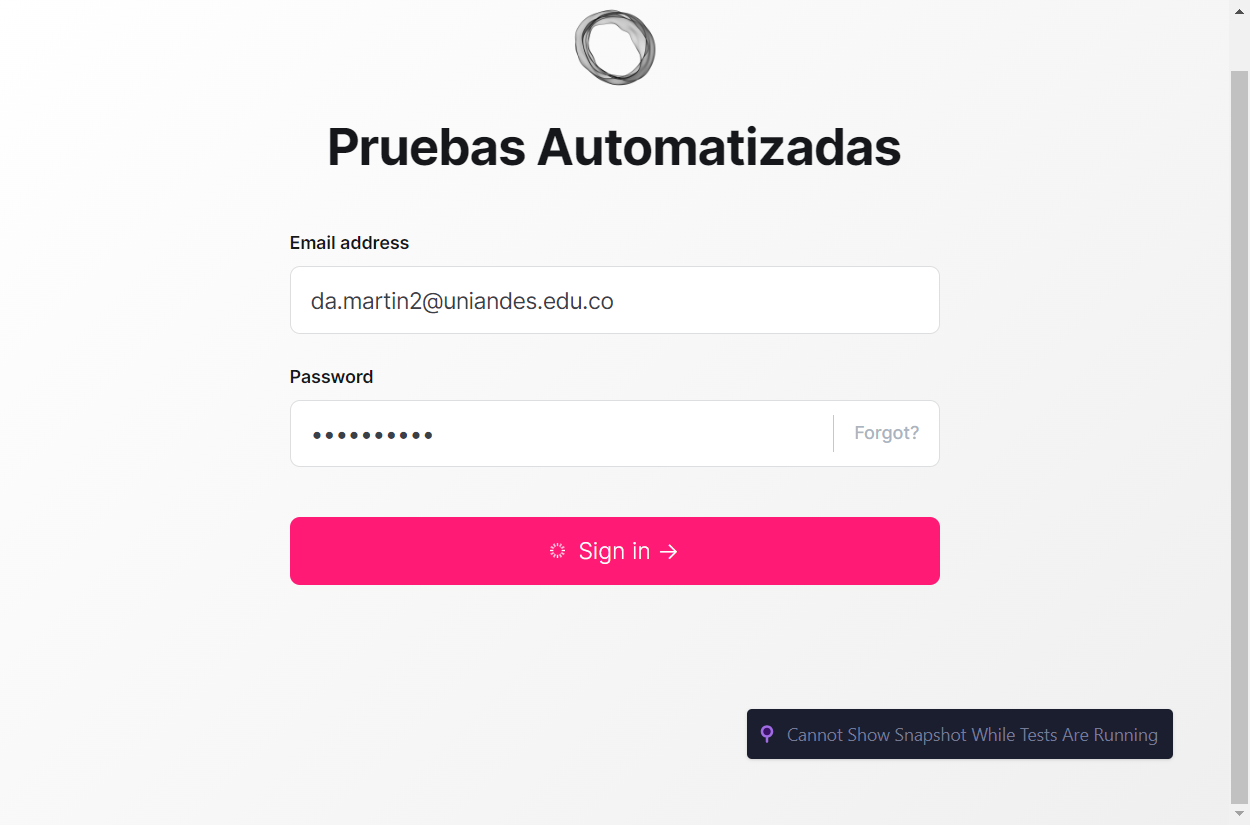 Pruebas Automatizadas
Email address
da.martin2@uniandes.edu.co
Password
••••••••••
Forgot?
Sign in →
Cannot Show Snapshot While Tests Are Running